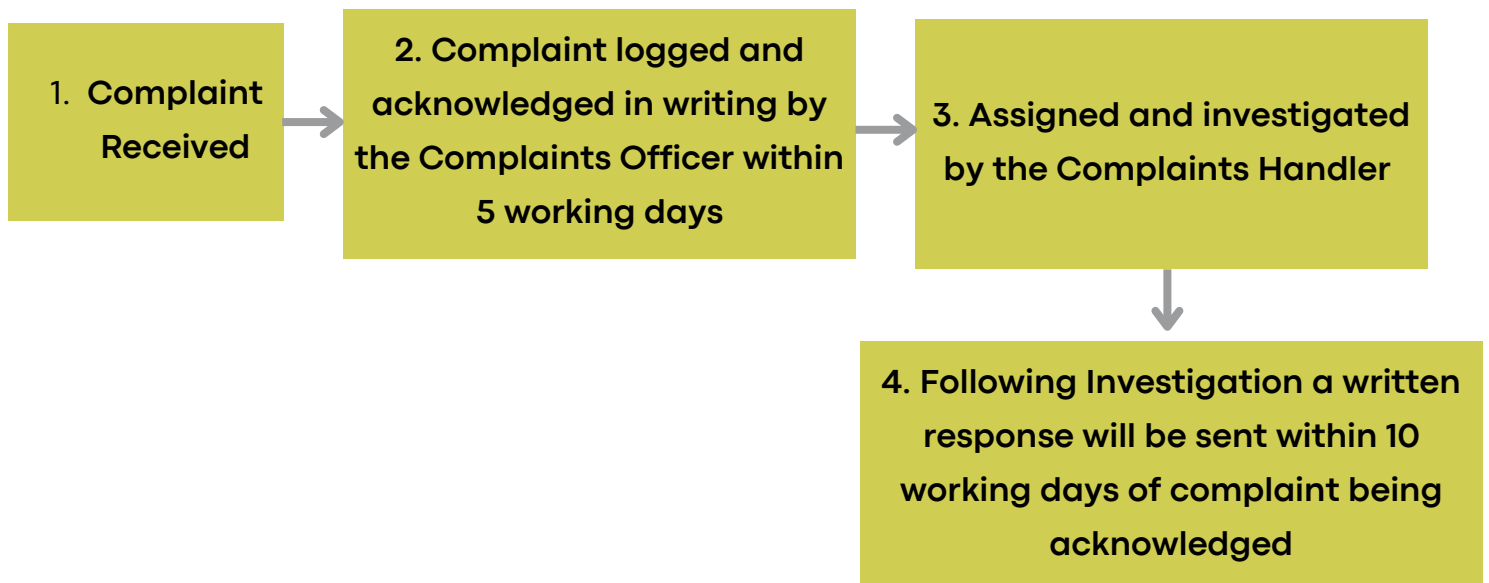 1. Complaint
Received
2. Complaint logged and
acknowledged in writing by
the Complaints Officer within
5 working days
3. Assigned and investigated
by the Complaints Handler
4. Following Investigation a written
response will be sent within 10
working days of complaint being
acknowledged